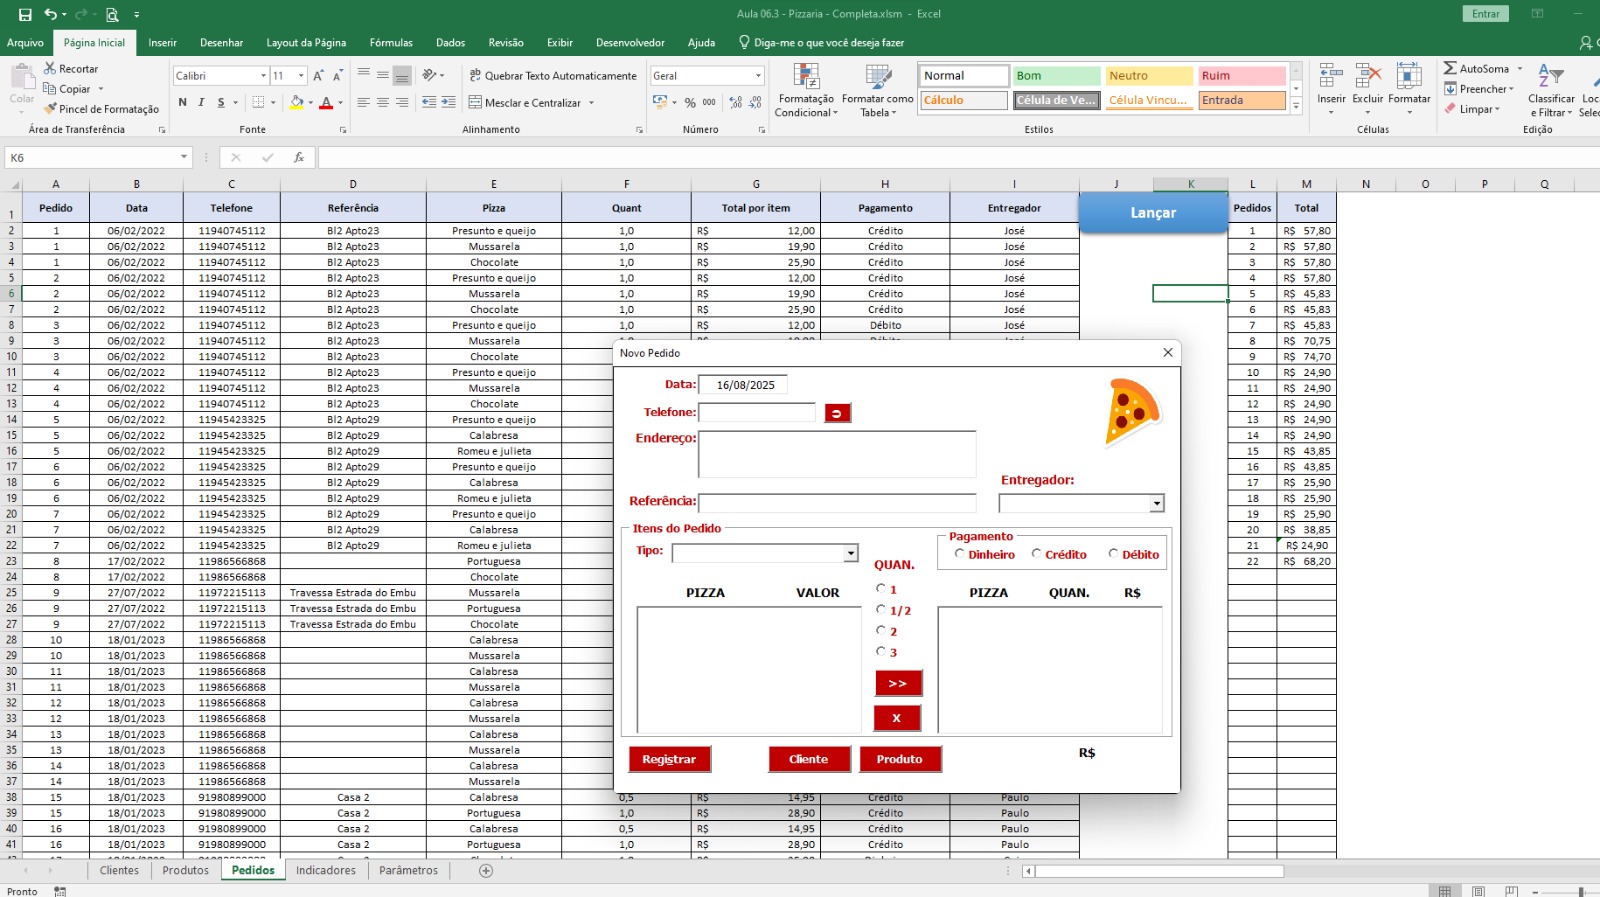 Aula 06.3 - Pizzaria - Completa.xlsm - Excel
Entrar
Arquivo Página Inicial Inserir Desenhar Layout da Página Fórmulas Dados Revisão Exibir Desenvolvedor Ajuda Diga-me o que você deseja fazer
Colar
Recortar
Copiar
Pincel de Formatação
Área de Transferência
Calibri 11
N I S
Fonte
Quebrar Texto Automaticamente
Mesclar e Centralizar
Alinhamento
Geral
% 000
Número
Formatação Condicional
Formatar como Tabela
Normal Bom Neutro Ruim
Cálculo Célula de Ve... Célula Vincu... Entrada
Estilos
Inserir Excluir Formatar
Células
AutoSoma
Preencher
Limpar
Classificar e Filtrar
Edição
K6 fx
A B C D E F G H I J K L M N O P Q
1 Pedido Data Telefone Referência Pizza Quant Total por item Pagamento Entregador Lançar Pedidos Total
2 1 06/02/2022 11940745112 Bl2 Apto23 Presunto e queijo 1,0 R$ 12,00 Crédito José 1 R$ 57,80
3 1 06/02/2022 11940745112 Bl2 Apto23 Mussarela 1,0 R$ 19,90 Crédito José 2 R$ 57,80
4 1 06/02/2022 11940745112 Bl2 Apto23 Chocolate 1,0 R$ 25,90 Crédito José 3 R$ 57,80
5 2 06/02/2022 11940745112 Bl2 Apto23 Presunto e queijo 1,0 R$ 12,00 Crédito José 4 R$ 57,80
6 2 06/02/2022 11940745112 Bl2 Apto23 Mussarela 1,0 R$ 19,90 Crédito José 5 R$ 45,83
7 2 06/02/2022 11940745112 Bl2 Apto23 Chocolate 1,0 R$ 25,90 Crédito José 6 R$ 45,83
8 3 06/02/2022 11940745112 Bl2 Apto23 Presunto e queijo 1,0 R$ 12,00 Débito José 7 R$ 45,83
9 3 06/02/2022 11940745112 Bl2 Apto23 Mussarela 8 R$ 70,75
10 3 06/02/2022 11940745112 Bl2 Apto23 Chocolate 9 R$ 74,70
11 4 06/02/2022 11940745112 Bl2 Apto23 Presunto e queijo 10 R$ 24,90
12 4 06/02/2022 11940745112 Bl2 Apto23 Mussarela 11 R$ 24,90
13 4 06/02/2022 11940745112 Bl2 Apto23 Chocolate 12 R$ 24,90
14 5 06/02/2022 11945423325 Bl2 Apto29 Presunto e queijo 13 R$ 24,90
15 5 06/02/2022 11945423325 Bl2 Apto29 Calabresa 14 R$ 24,90
16 5 06/02/2022 11945423325 Bl2 Apto29 Romeu e julieta 15 R$ 43,85
17 6 06/02/2022 11945423325 Bl2 Apto29 Presunto e queijo 16 R$ 43,85
18 6 06/02/2022 11945423325 Bl2 Apto29 Calabresa 17 R$ 25,90
19 6 06/02/2022 11945423325 Bl2 Apto29 Romeu e julieta 18 R$ 25,90
20 7 06/02/2022 11945423325 Bl2 Apto29 Presunto e queijo 19 R$ 25,90
21 7 06/02/2022 11945423325 Bl2 Apto29 Calabresa 20 R$ 38,85
22 7 06/02/2022 11945423325 Bl2 Apto29 Romeu e julieta 21 R$ 24,90
23 8 17/02/2022 11986566868 Portuguesa 22 R$ 68,20
24 8 17/02/2022 11986566868 Chocolate
25 9 27/07/2022 11972215113 Travessa Estrada do Embu Mussarela
26 9 27/07/2022 11972215113 Travessa Estrada do Embu Portuguesa
27 9 27/07/2022 11972215113 Travessa Estrada do Embu Chocolate
28 10 18/01/2023 11986566868 Calabresa
29 10 18/01/2023 11986566868 Mussarela
30 11 18/01/2023 11986566868 Calabresa
31 11 18/01/2023 11986566868 Mussarela
32 12 18/01/2023 11986566868 Calabresa
33 12 18/01/2023 11986566868 Mussarela
34 13 18/01/2023 11986566868 Calabresa
35 13 18/01/2023 11986566868 Mussarela
36 14 18/01/2023 11986566868 Calabresa
37 14 18/01/2023 11986566868 Mussarela
38 15 18/01/2023 91980899000 Casa 2 Calabresa 0,5 R$ 14,95 Crédito Paulo
39 15 18/01/2023 91980899000 Casa 2 Portuguesa 1,0 R$ 28,90 Crédito Paulo
40 16 18/01/2023 91980899000 Casa 2 Calabresa 0,5 R$ 14,95 Crédito Paulo
41 16 18/01/2023 91980899000 Casa 2 Portuguesa 1,0 R$ 28,90 Crédito Paulo
Novo Pedido
Data: 16/08/2025
Telefone:
Endereço:
Entregador:
Referência:
Itens do Pedido
Tipo:
Pagamento
Dinheiro Crédito Débito
QUAN.
1
1/2
2
3
>>
X
PIZZA VALOR
PIZZA QUAN. R$
Registrar Cliente Produto R$
Clientes Produtos Pedidos Indicadores Parâmetros
Pronto